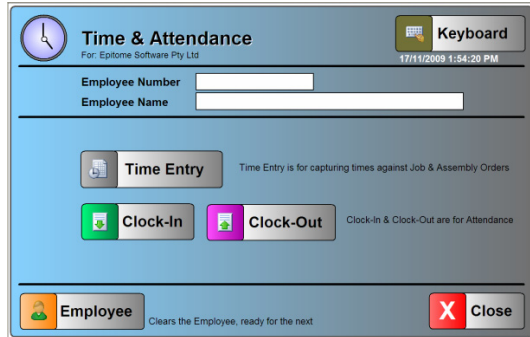 Time & Attendance
For: Epitome Software Pty Ltd
Keyboard
17/11/2009 1:54:20 PM
Employee Number
Employee Name
Time Entry
Time Entry is for capturing times against Job & Assembly Orders
Clock-In
Clock-Out
Clock-In & Clock-Out are for Attendance
Employee
Clears the Employee, ready for the next
X
Close